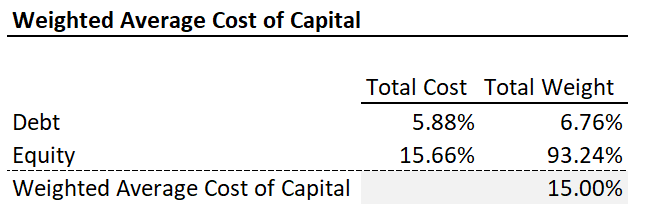 Weighted Average Cost of Capital
Total Cost Total Weight
Debt 5.88% 6.76%
Equity 15.66% 93.24%
Weighted Average Cost of Capital 15.00%